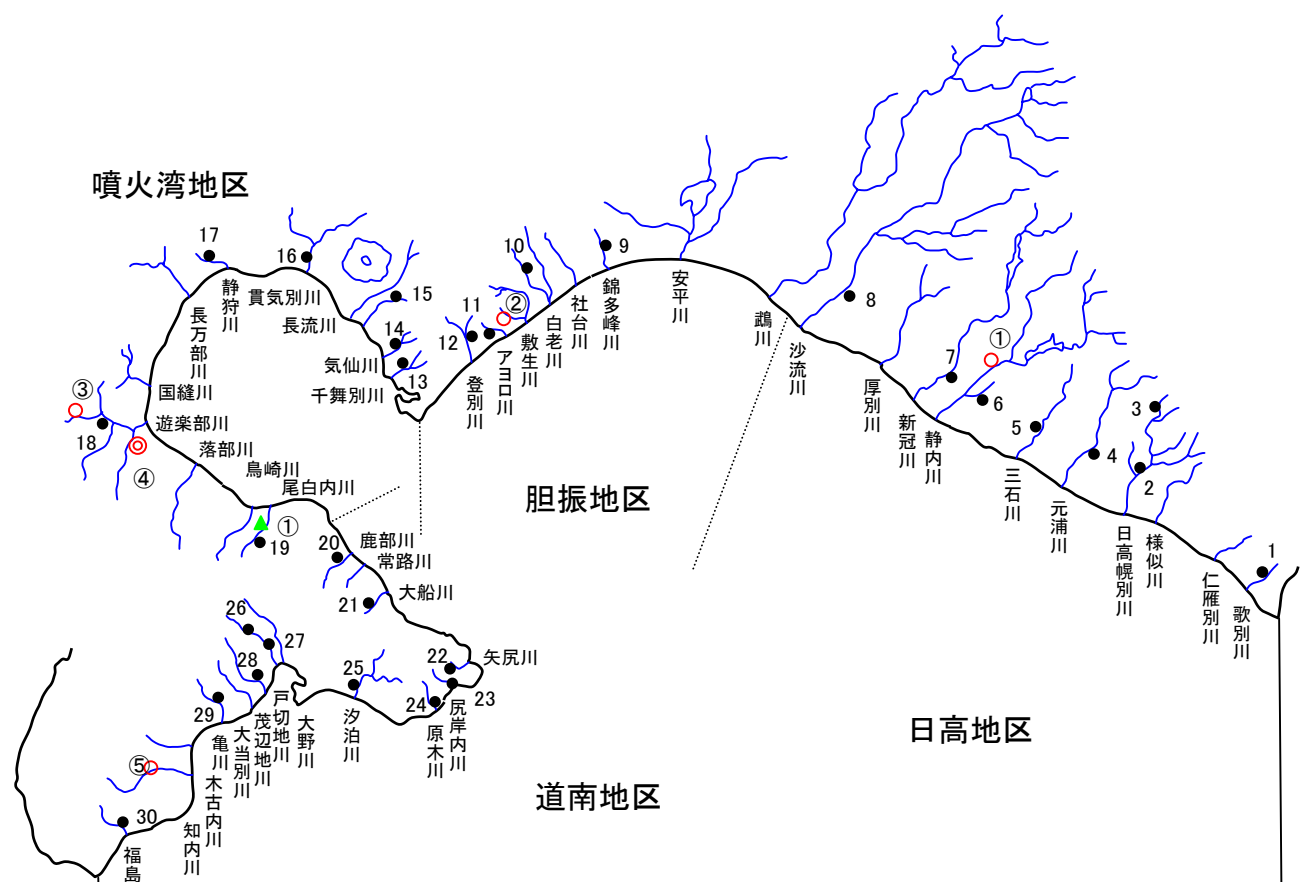 噴火湾地区
胆振地区
日高地区
道南地区
17
静狩川
16
貫気別川
長流川
15
14
気仙川
13
千舞別川
長万部川
国縫川
③
18
遊楽部川
④
落部川
鳥崎川
尾白内川
①
19
10
11
②
12
登別川
アヨロ川
敷生川
白老川
社台川
9
錦多峰川
安平川
鵡川
沙流川
8
厚別川
7
新冠川
①
静内川
6
5
三石川
4
元浦川
3
2
日高幌別川
様似川
仁雁別川
1
歌別川
20
鹿部川
常路川
21
大船川
22
矢尻川
23
尻岸内川
24
原木川
25
汐泊川
26
27
大野川
戸切地川
28
茂辺地川
大当別川
29
亀川
木古内川
⑤
知内川
30
福島